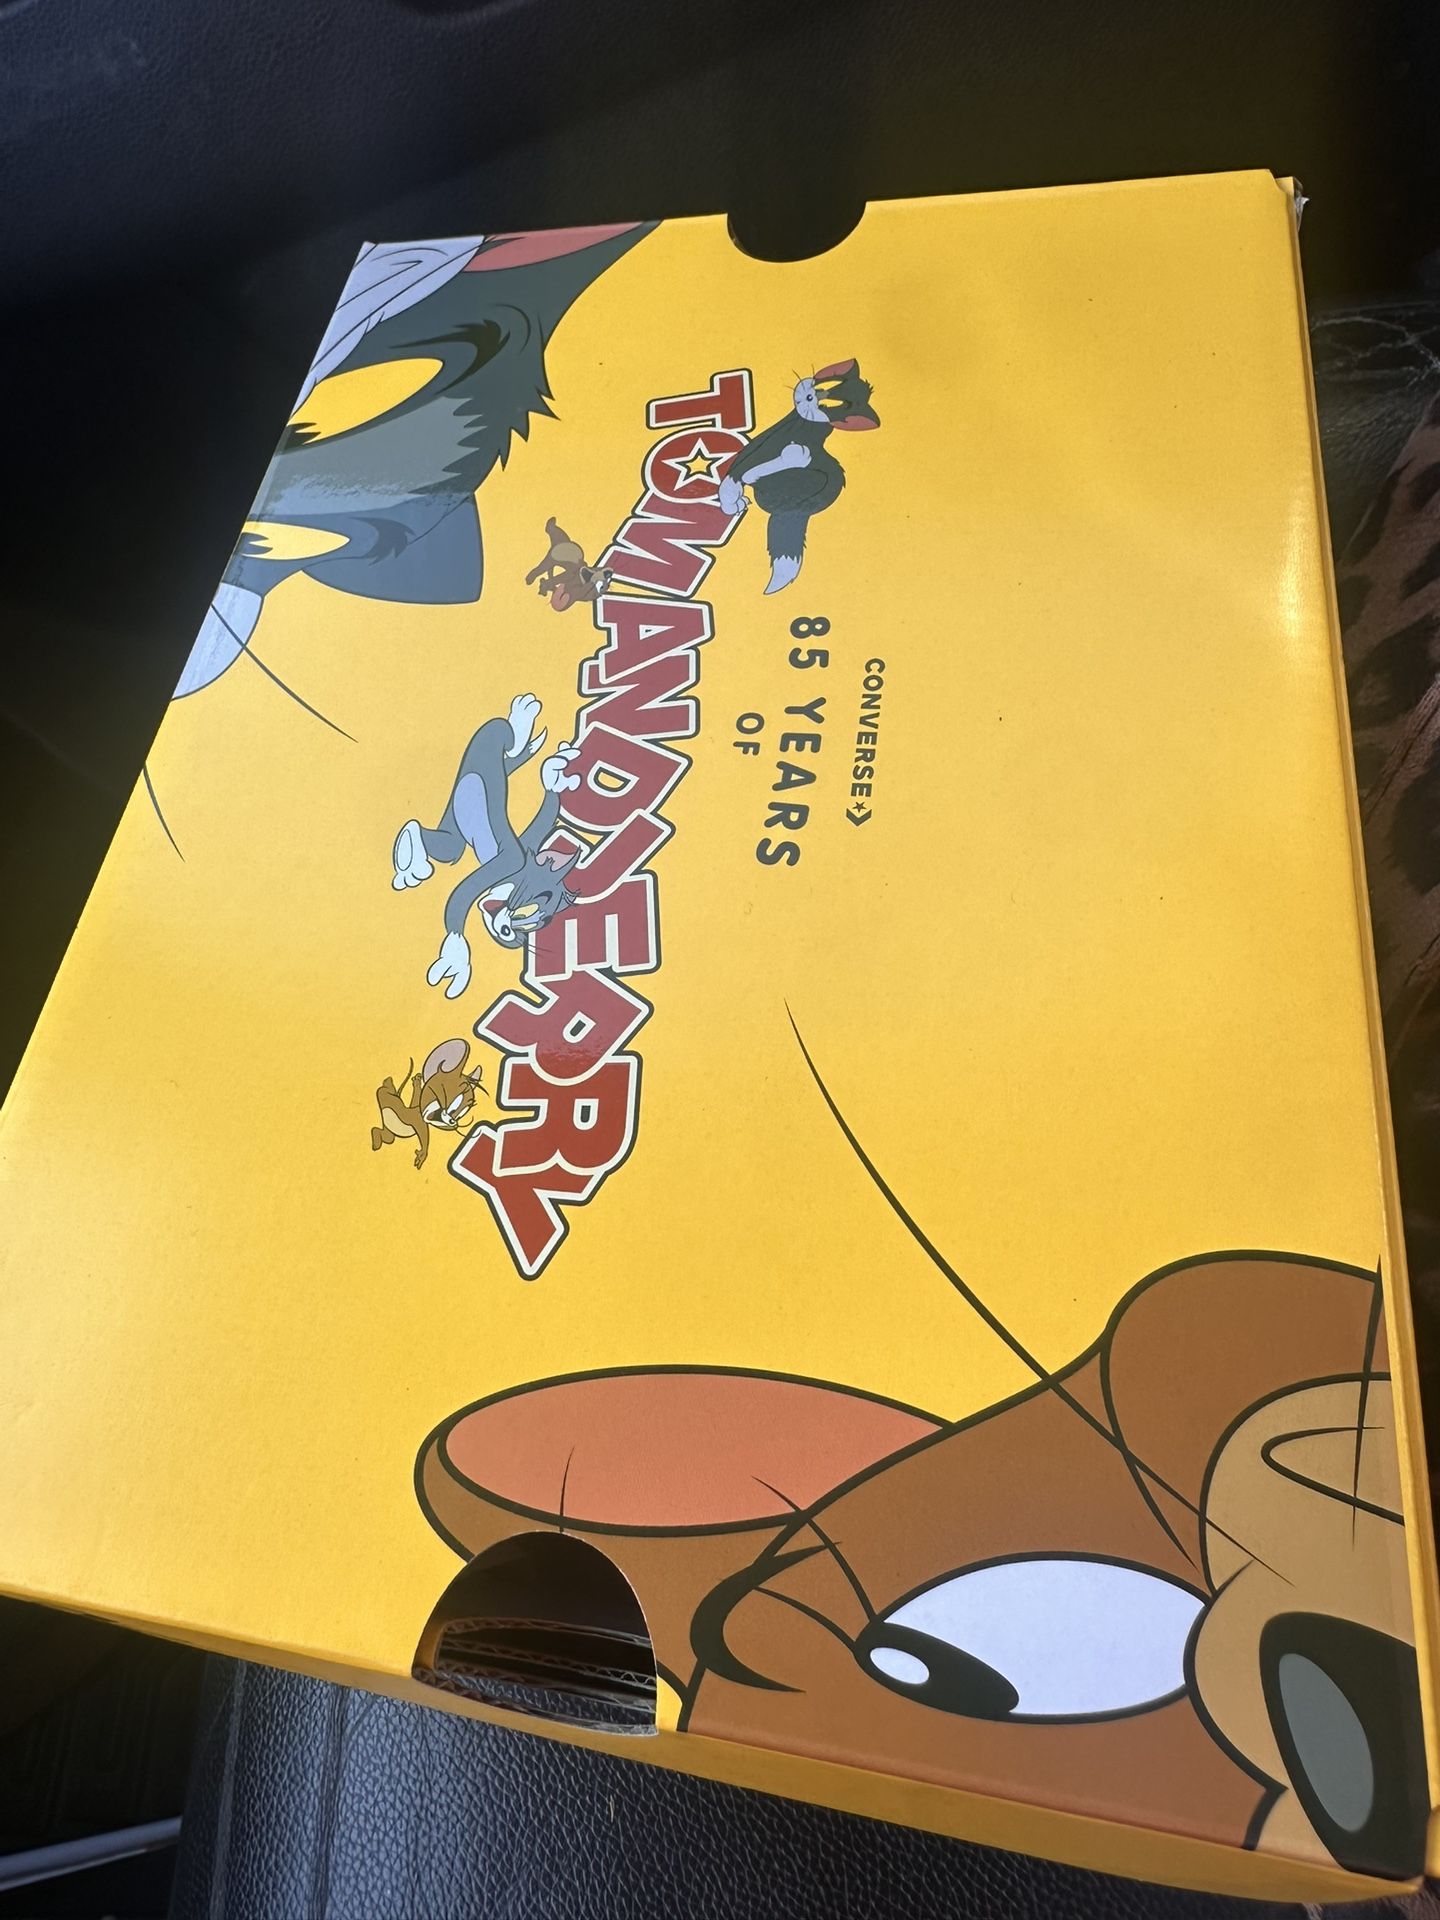 CONVERSE
85 YEARS
OF
TOM AND JERRY